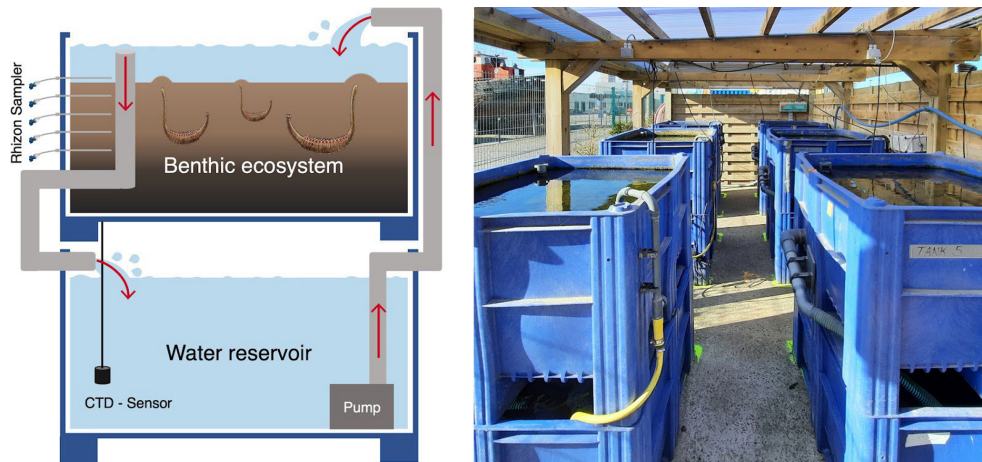 Rhizon Sampler
Benthic ecosystem
Water reservoir
CTD - Sensor
Pump
TANK 5